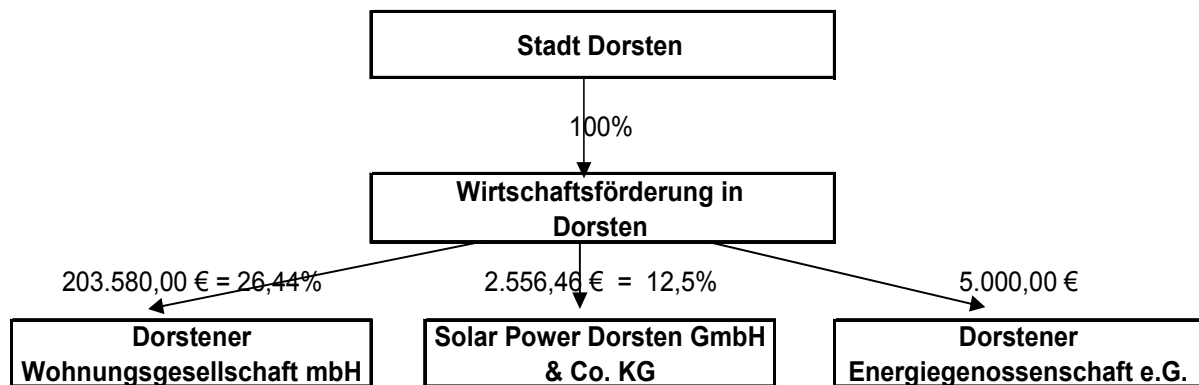 Stadt Dorsten
100%
Wirtschaftsförderung in
Dorsten
203.580,00 € = 26,44%
2.556,46 € = 12,5%
5.000,00 €
Dorstener
Wohnungsgesellschaft mbH
Solar Power Dorsten GmbH
& Co. KG
Dorstener
Energiegenossenschaft e.G.